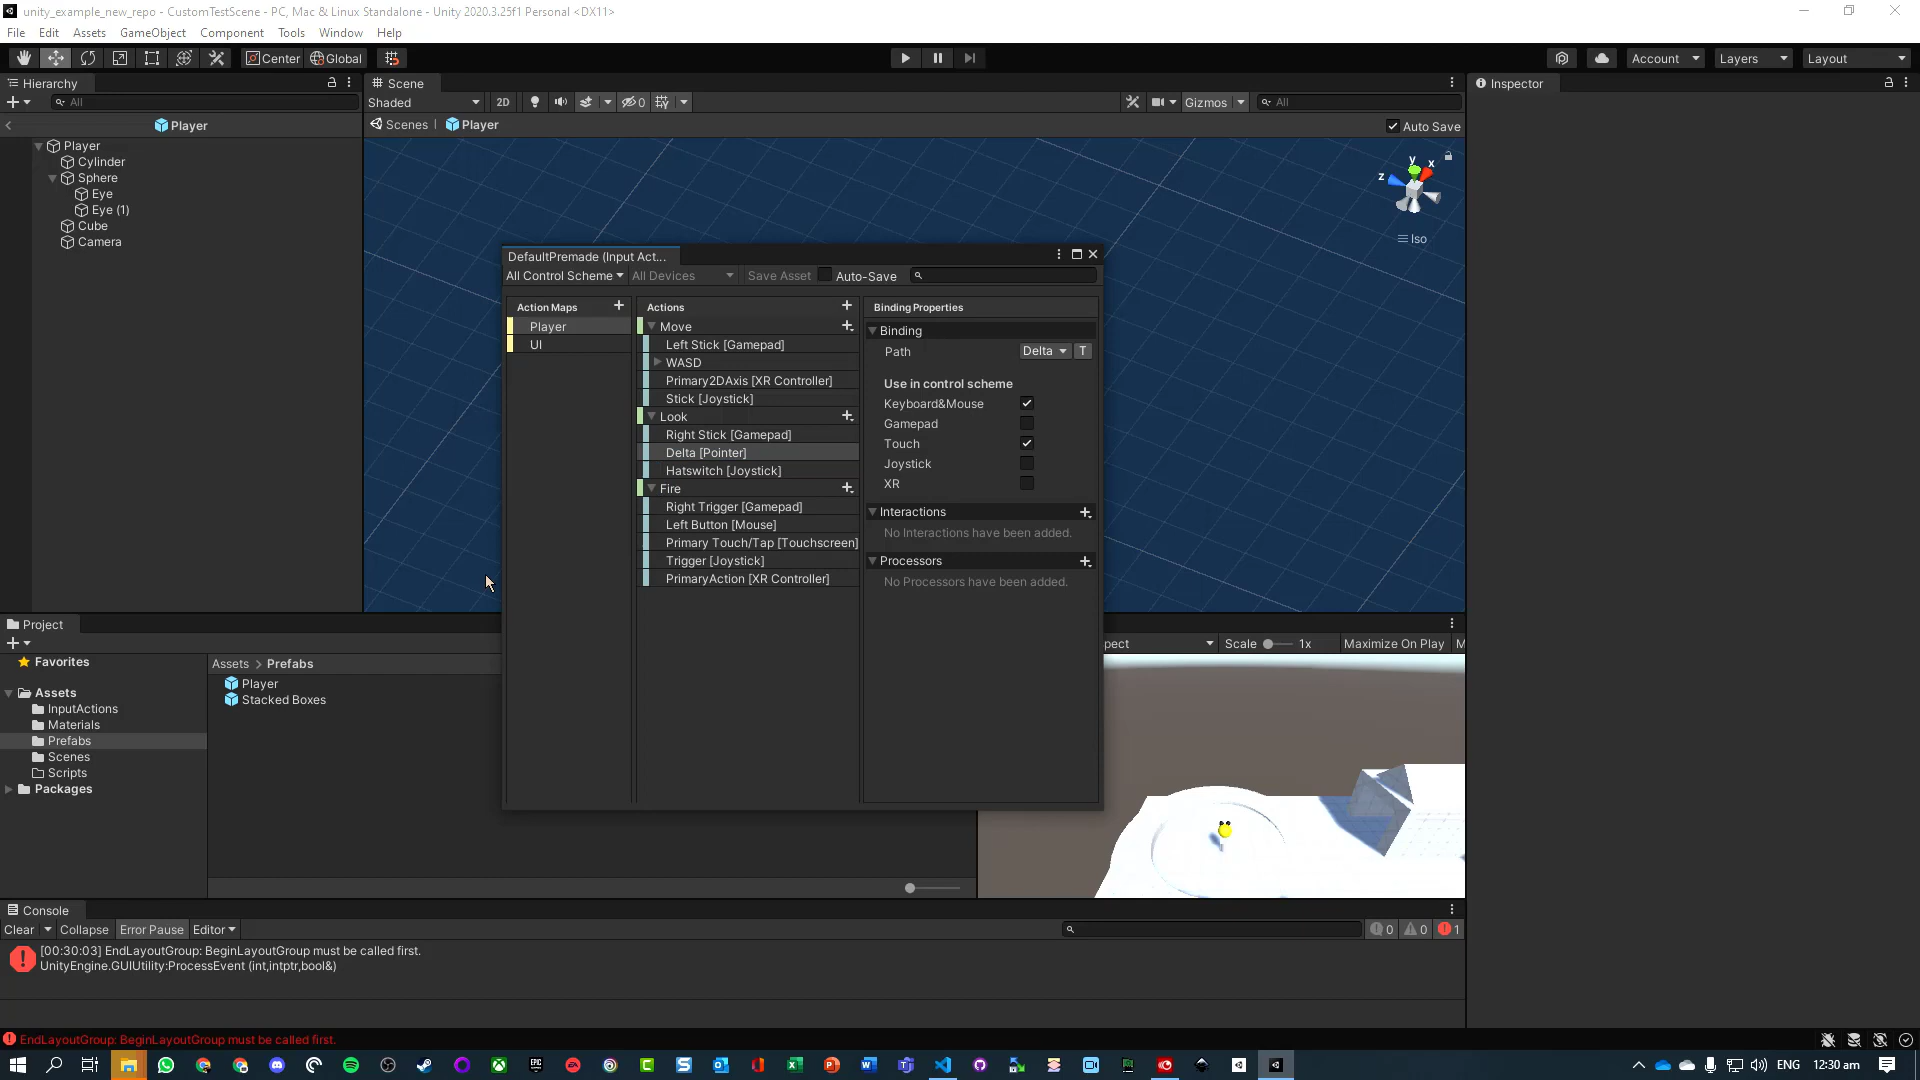 unity_example_new_repo - CustomTestScene - PC, Mac & Linux Standalone - Unity 2020.3.25f1 Personal <DX11>
File Edit Assets GameObject Component Tools Window Help
Center Global Account Layers Layout
Hierarchy
All
Player
Player
Cylinder
Sphere
Eye
Eye (1)
Cube
Camera
Scene
Shaded 2D 0 Gizmos All
Scenes Player Auto Save
y x z
Iso
Inspector
DefaultPremade (Input Act...
All Control Scheme All Devices Save Asset Auto-Save
Action Maps
Player
UI
Actions
Move
Left Stick [Gamepad]
WASD
Primary2DAxis [XR Controller]
Stick [Joystick]
Look
Right Stick [Gamepad]
Delta [Pointer]
Hatswitch [Joystick]
Fire
Right Trigger [Gamepad]
Left Button [Mouse]
Primary Touch/Tap [Touchscreen]
Trigger [Joystick]
PrimaryAction [XR Controller]
Binding Properties
Binding
Path Delta T
Use in control scheme
Keyboard&Mouse
Gamepad
Touch
Joystick
XR
Interactions
No Interactions have been added.
Processors
No Processors have been added.
Project
Favorites
Assets
InputActions
Materials
Prefabs
Scenes
Scripts
Packages
Assets > Prefabs
Player
Stacked Boxes
pect Scale 1x Maximize On Play M
Console
Clear Collapse Error Pause Editor 0 0 1
[00:30:03] EndLayoutGroup: BeginLayoutGroup must be called first.
UnityEngine.GUIUtility:ProcessEvent (int,intptr,bool&)
EndLayoutGroup: BeginLayoutGroup must be called first.
ENG 12:30 am